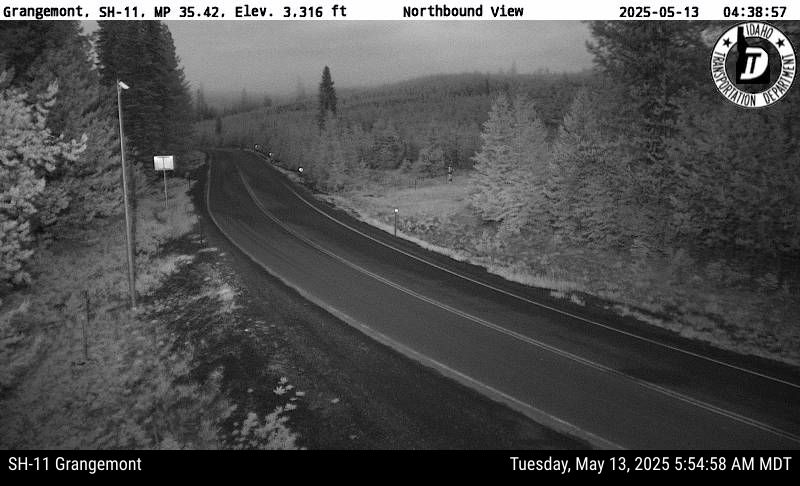 Grangemont, SH-11, MP 35.42, Elev. 3,316 ft Northbound View 2025-05-13 04:38:57
IDAHO
TRANSPORTATION DEPARTMENT
SH-11 Grangemont Tuesday, May 13, 2025 5:54:58 AM MDT